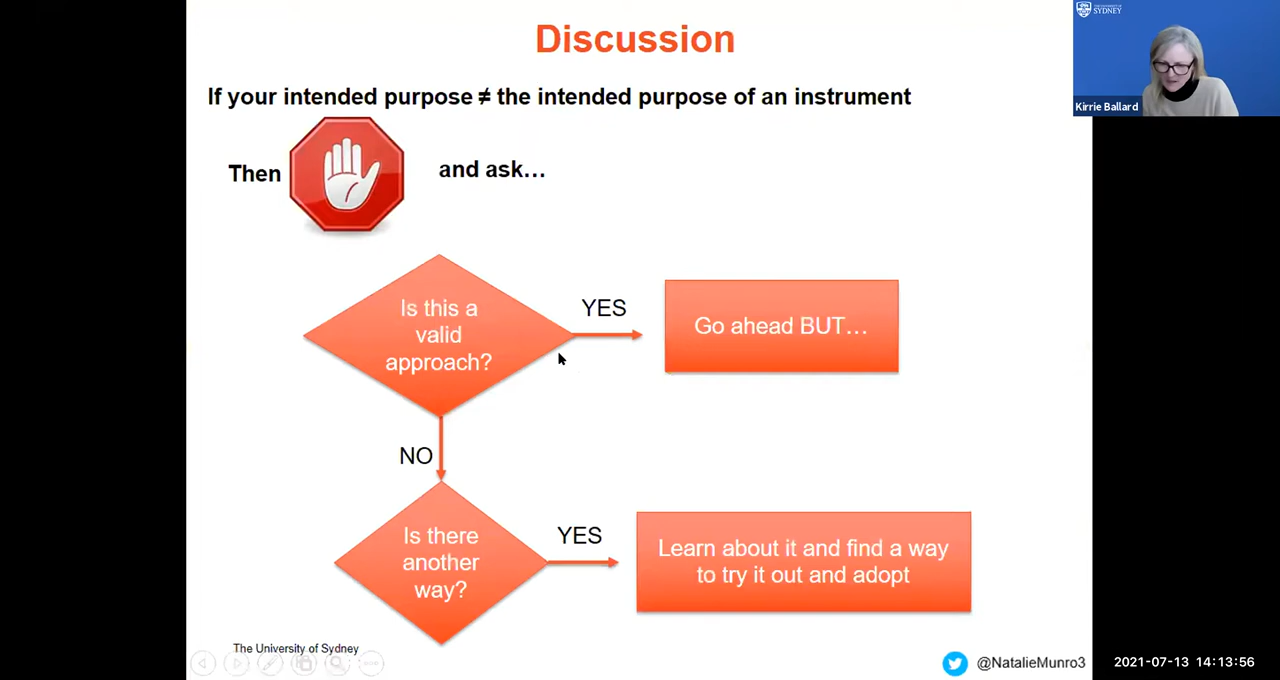 Discussion
If your intended purpose ≠ the intended purpose of an instrument
Then
and ask…
Is this a
valid
approach?
YES
Go ahead BUT…
NO
Is there
another
way?
YES
Learn about it and find a way
to try it out and adopt
The University of Sydney
@NatalieMunro3
SYDNEY
Kirrie Ballard
2021-07-13 14:13:56